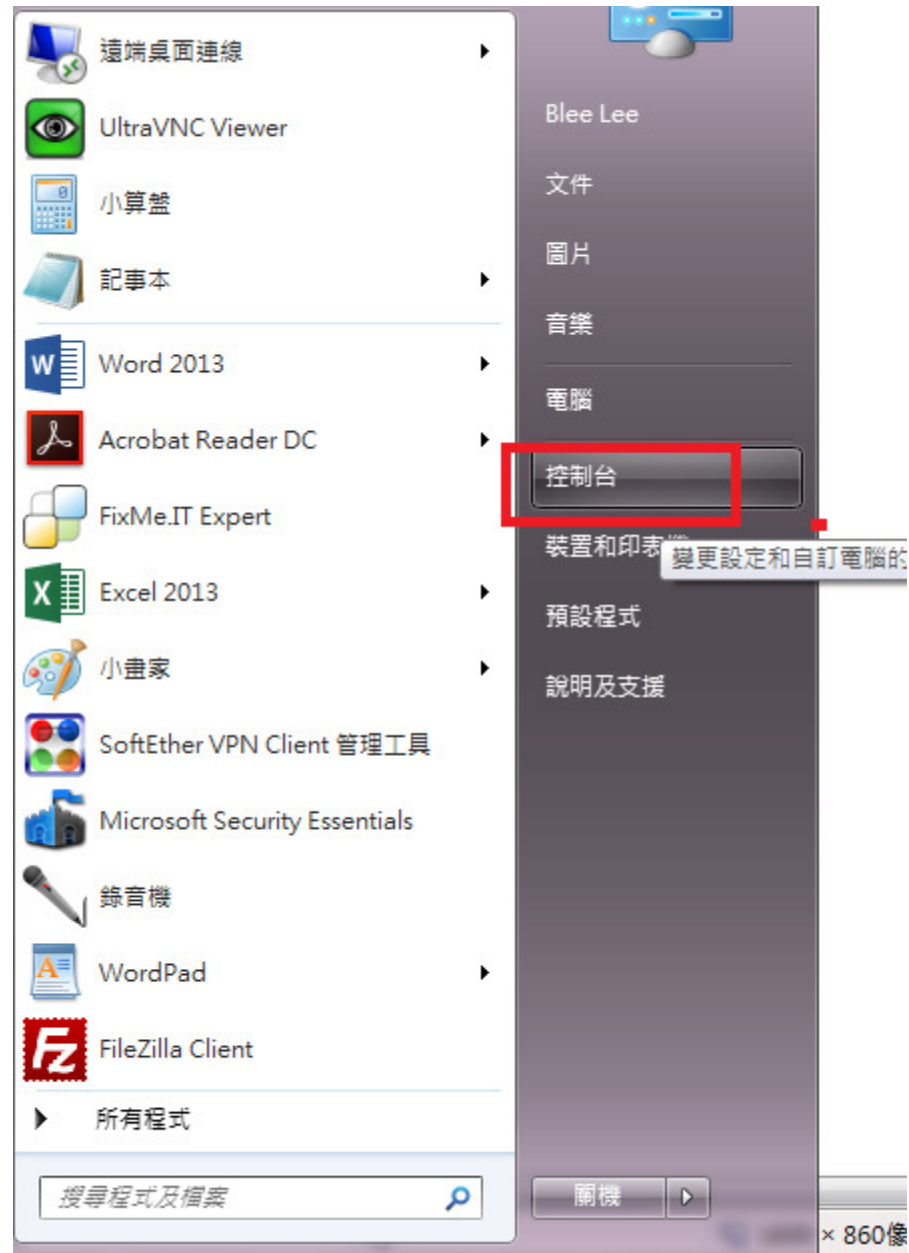 遠端桌面連線
UltraVNC Viewer
小算盤
記事本
Word 2013
Acrobat Reader DC
FixMe.IT Expert
Excel 2013
小畫家
SoftEther VPN Client 管理工具
Microsoft Security Essentials
錄音機
WordPad
FileZilla Client
所有程式
搜尋程式及檔案
Blee Lee
文件
圖片
音樂
電腦
控制台
裝置和印表機
變更設定和自訂電腦的
預設程式
說明及支援
關機
× 860像